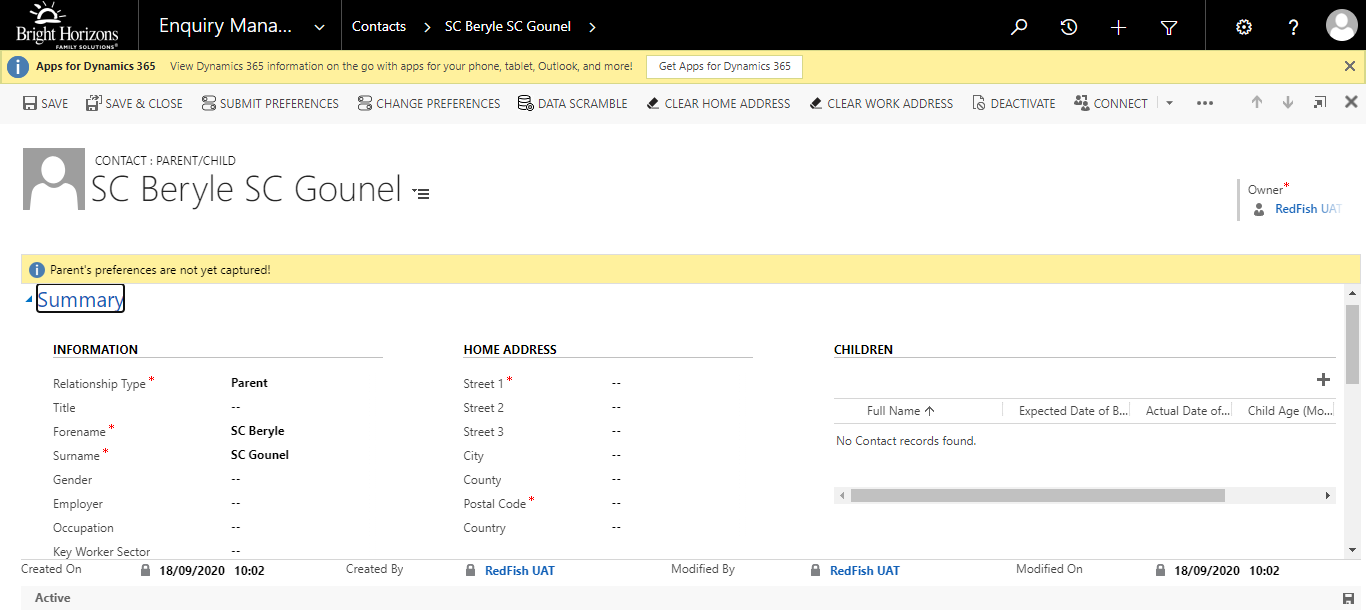 Bright Horizons
FAMILY SOLUTIONS
Enquiry Mana... Contacts SC Beryle SC Gounel
Apps for Dynamics 365 View Dynamics 365 information on the go with apps for your phone, tablet, Outlook, and more! Get Apps for Dynamics 365
SAVE SAVE & CLOSE SUBMIT PREFERENCES CHANGE PREFERENCES DATA SCRAMBLE CLEAR HOME ADDRESS CLEAR WORK ADDRESS DEACTIVATE CONNECT ...
CONTACT : PARENT/CHILD
SC Beryle SC Gounel
Owner*
RedFish UAT
Parent's preferences are not yet captured!
Summary
INFORMATION HOME ADDRESS CHILDREN
Relationship Type* Parent Street 1* --
Title -- Street 2 -- Full Name Expected Date of B... Actual Date of... Child Age (Mo...
Forename* SC Beryle Street 3 -- No Contact records found.
Surname* SC Gounel City --
Gender -- County --
Employer -- Postal Code* --
Occupation -- Country --
Key Worker Sector --
Created On 18/09/2020 10:02 Created By RedFish UAT Modified By RedFish UAT Modified On 18/09/2020 10:02
Active